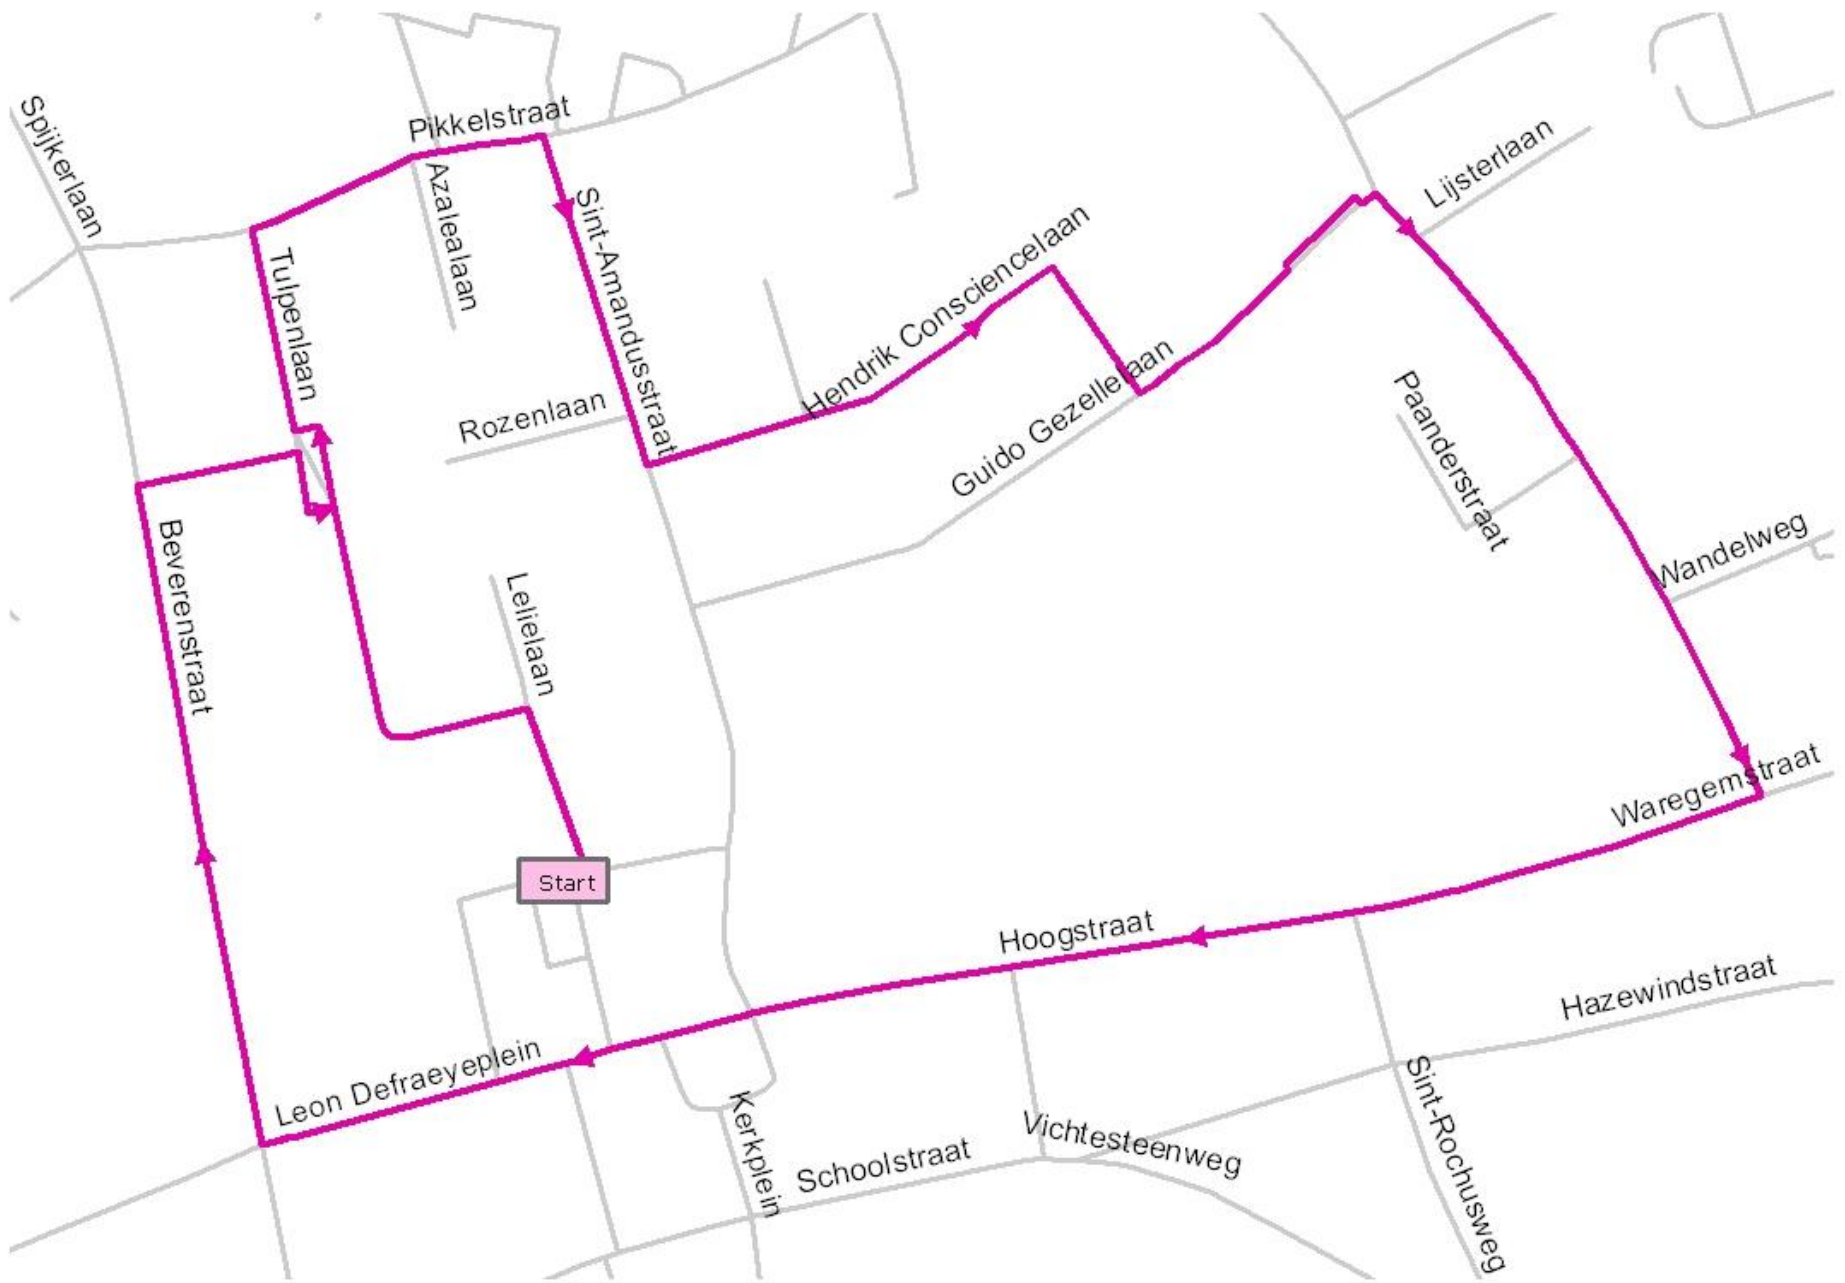 Spijkerlaan
Pikkelstraat
Azalealaan
Tulpenlaan
Sint-Amandusstraat
Lijsterlaan
Hendrik Consciencelaan
Rozenlaan
Guido Gezellelaan
Paanderstraat
Wandelweg
Beverenstraat
Lelielaan
Waregemstraat
Start
Hoogstraat
Hazewindstraat
Leon Defraeyeplein
Kerkplein
Schoolstraat
Vichtesteenweg
Sint-Rochusweg